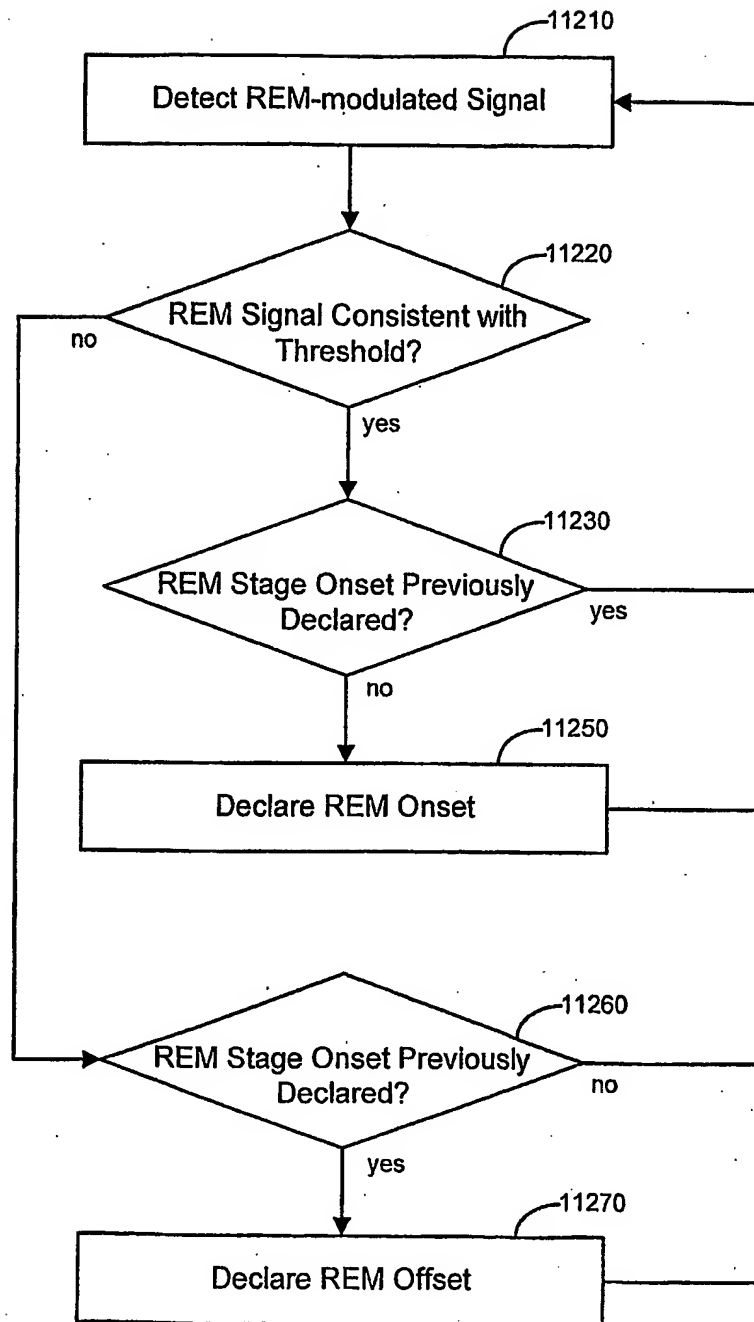 11210
Detect REM-modulated Signal
11220
REM Signal Consistent with
Threshold?
no
yes
11230
REM Stage Onset Previously
Declared?
yes
no
11250
Declare REM Onset
11260
REM Stage Onset Previously
Declared?
no
yes
11270
Declare REM Offset